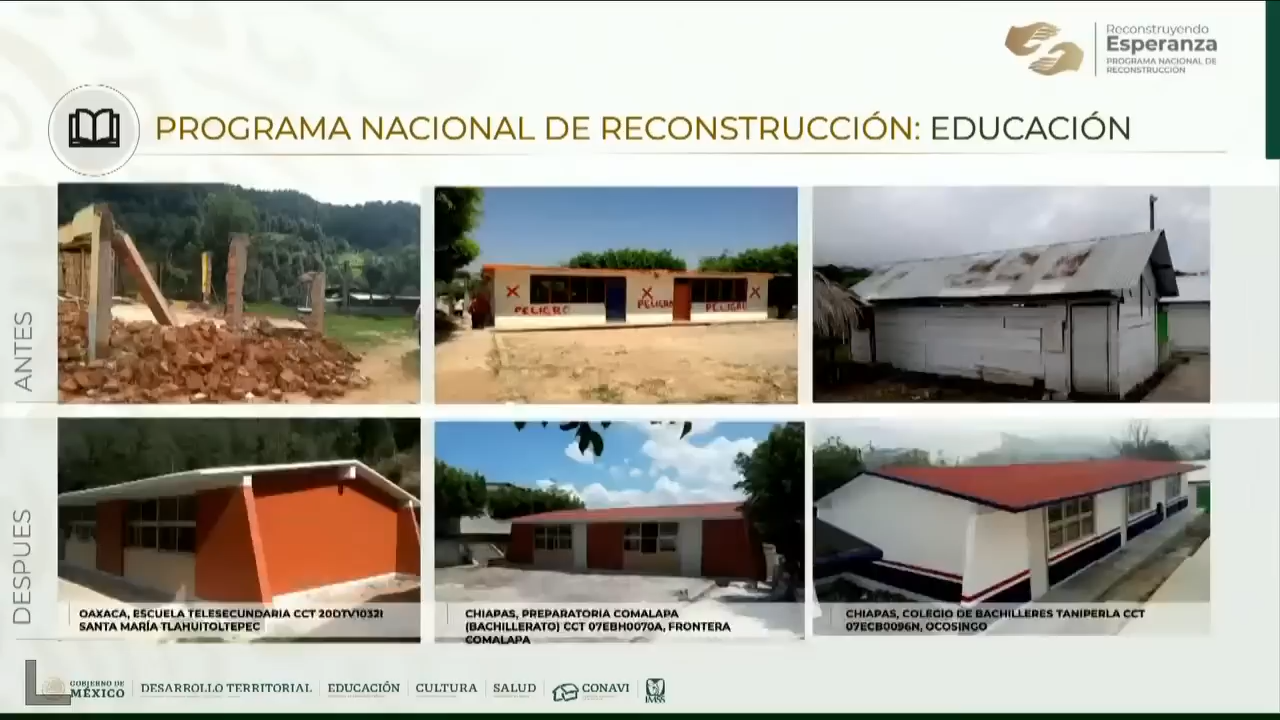 Reconstruyendo
Esperanza
PROGRAMA NACIONAL DE
RECONSTRUCCIÓN
PROGRAMA NACIONAL DE RECONSTRUCCIÓN: EDUCACIÓN
ANTES
PELIGRO
PELIGRO
PELIGRO
DESPUES
OAXACA, ESCUELA TELESECUNDARIA CCT 20DTV1032I
SANTA MARÍA TLAHUITOLTEPEC
CHIAPAS, PREPARATORIA COMALAPA
(BACHILLERATO) CCT 07EBH0070A, FRONTERA
COMALAPA
CHIAPAS, COLEGIO DE BACHILLERES TANIPERLA CCT
07ECB0096N, OCOSINGO
GOBIERNO DE
MÉXICO
DESARROLLO TERRITORIAL
EDUCACIÓN
CULTURA
SALUD
CONAVI
IMSS